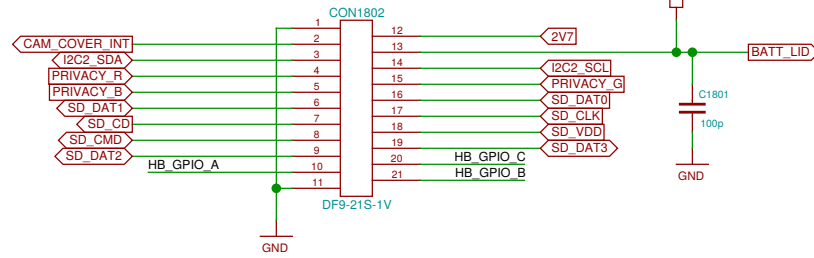 CON1802
1
12
2V7
CAM_COVER_INT
2
13
BATT_LID
I2C2_SDA
3
14
I2C2_SCL
PRIVACY_R
4
15
PRIVACY_G
PRIVACY_B
5
16
SD_DAT0
C1801
SD_DAT1
6
17
SD_CLK
100p
SD_CD
7
18
SD_VDD
SD_CMD
8
19
SD_DAT3
SD_DAT2
9
20
HB_GPIO_C
HB_GPIO_A
10
21
HB_GPIO_B
11
GND
DF9-21S-1V
GND